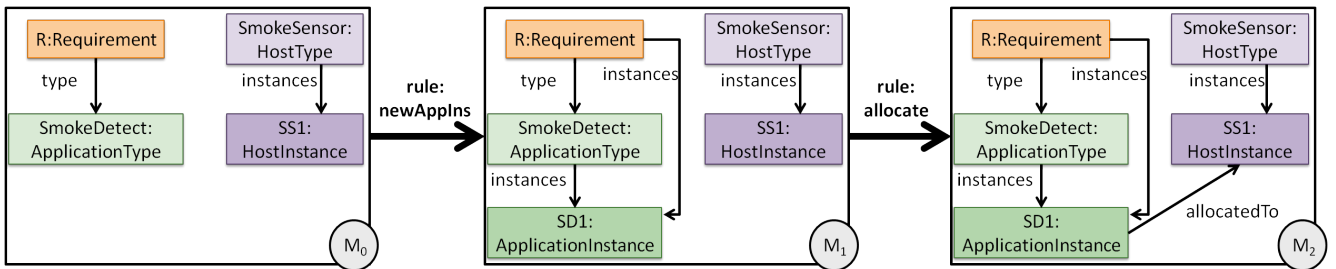 R:Requirement
SmokeSensor:
HostType
type
instances
SmokeDetect:
ApplicationType
SS1:
HostInstance
M0
rule:
newAppIns
R:Requirement
SmokeSensor:
HostType
type
instances
instances
SmokeDetect:
ApplicationType
SS1:
HostInstance
instances
SD1:
ApplicationInstance
M1
rule:
allocate
R:Requirement
SmokeSensor:
HostType
type
instances
instances
SmokeDetect:
ApplicationType
SS1:
HostInstance
instances
SD1:
ApplicationInstance
allocatedTo
M2